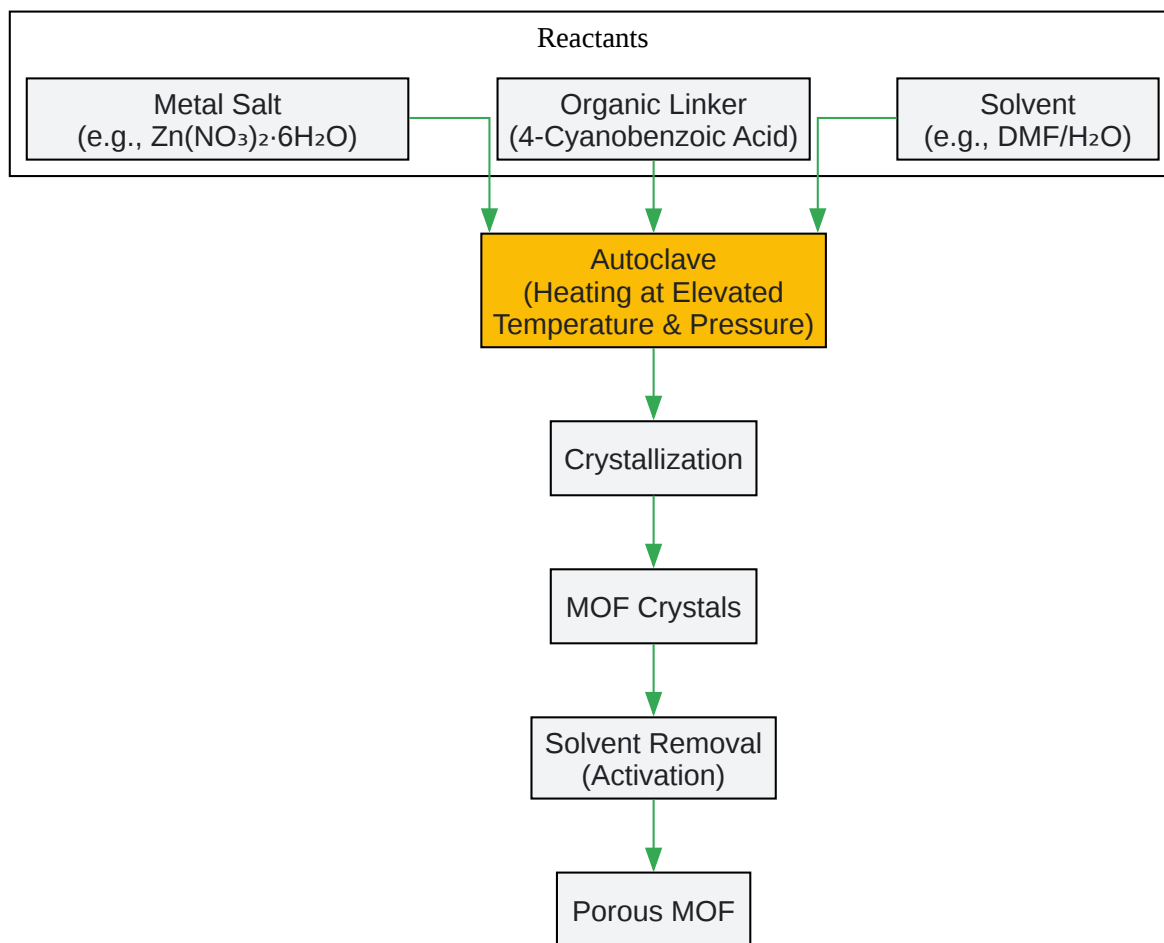 Reactants
Metal Salt
(e.g., Zn(NO₃)₂·6H₂O)
Organic Linker
(4-Cyanobenzoic Acid)
Solvent
(e.g., DMF/H₂O)
Autoclave
(Heating at Elevated
Temperature & Pressure)
Crystallization
MOF Crystals
Solvent Removal
(Activation)
Porous MOF